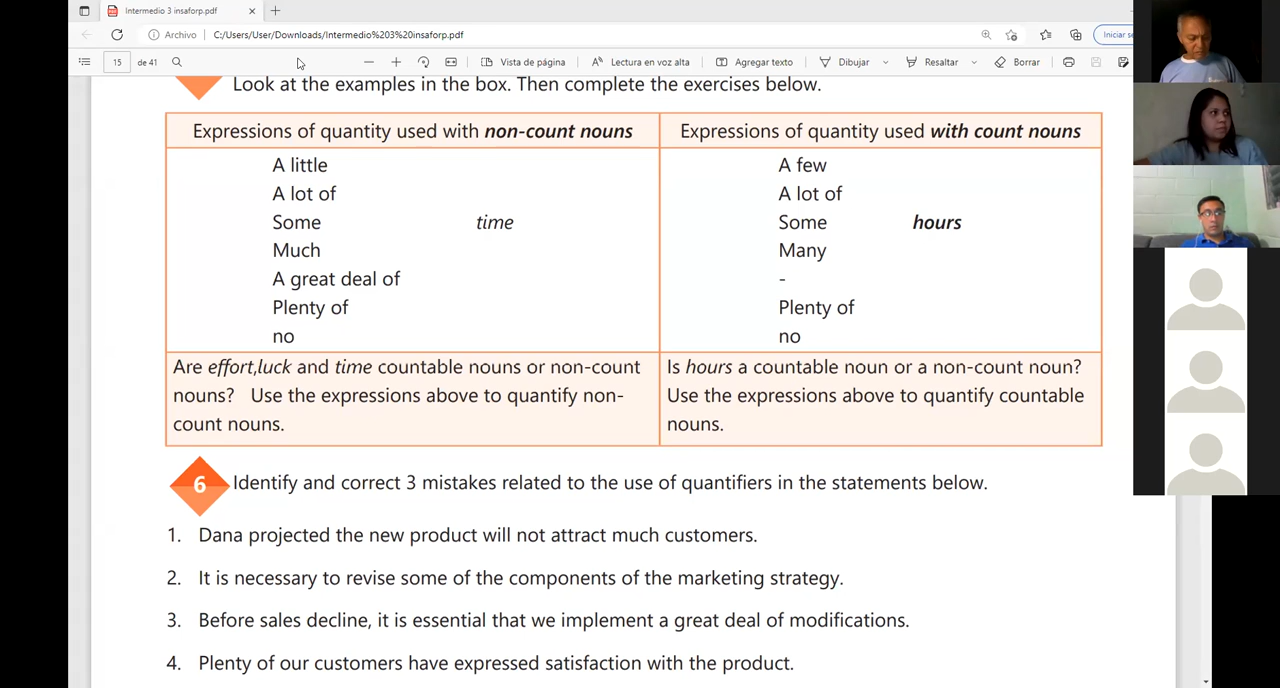 Intermedio 3 insaforp.pdf
Archivo C:/Users/User/Downloads/Intermedio%203%20insaforp.pdf
Iniciar se
15 de 41
Vista de página
Lectura en voz alta
Agregar texto
Dibujar
Resaltar
Borrar
Look at the examples in the box. Then complete the exercises below.
Expressions of quantity used with non-count nouns
A little
A lot of
Some time
Much
A great deal of
Plenty of
no
Are effort,luck and time countable nouns or non-count
nouns? Use the expressions above to quantify non-
count nouns.
Expressions of quantity used with count nouns
A few
A lot of
Some hours
Many
-
Plenty of
no
Is hours a countable noun or a non-count noun?
Use the expressions above to quantify countable
nouns.
6 Identify and correct 3 mistakes related to the use of quantifiers in the statements below.
1. Dana projected the new product will not attract much customers.
2. It is necessary to revise some of the components of the marketing strategy.
3. Before sales decline, it is essential that we implement a great deal of modifications.
4. Plenty of our customers have expressed satisfaction with the product.